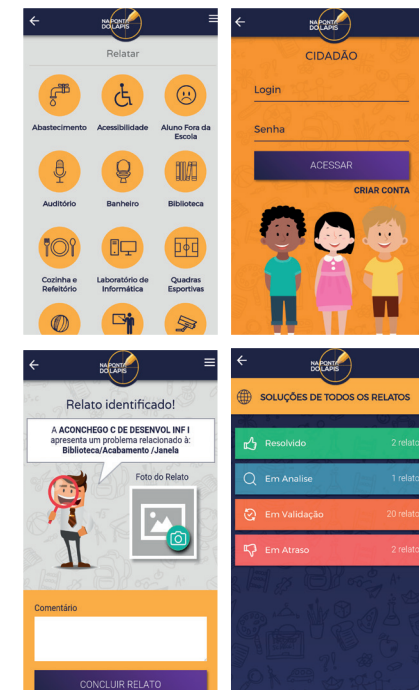 NA PONTA
DO LÁPIS
Relatar
Abastecimento
Acessibilidade
Aluno Fora da
Escola
Auditório
Banheiro
Biblioteca
Cozinha e
Refeitório
Laboratório de
Informática
Quadras
Esportivas
NA PONTA
DO LÁPIS
CIDADÃO
Login
Senha
ACESSAR
CRIAR CONTA
NA PONTA
DO LÁPIS
Relato identificado!
A ACONCHEGO C DE DESENVOL INF I
apresenta um problema relacionado à:
Biblioteca/Acabamento /Janela
Foto do Relato
Comentário
CONCLUIR RELATO
NA PONTA
DO LÁPIS
SOLUÇÕES DE TODOS OS RELATOS
Resolvido 2 relato
Em Analise 1 relato
Em Validação 20 relato
Em Atraso 2 relato